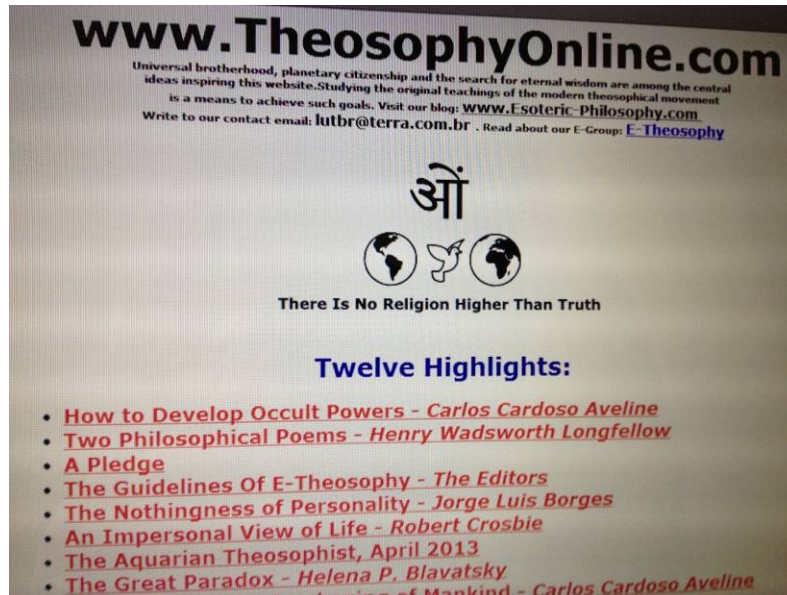 www.TheosophyOnline.com
Universal brotherhood, planetary citizenship and the search for eternal wisdom are among the central
ideas inspiring this website.Studying the original teachings of the modern theosophical movement
is a means to achieve such goals. Visit our blog: www.Esoteric-Philosophy.com
Write to our contact email: lutbr@terra.com.br . Read about our E-Group: E-Theosophy
ओं
There Is No Religion Higher Than Truth
Twelve Highlights:
• How to Develop Occult Powers - Carlos Cardoso Aveline
• Two Philosophical Poems - Henry Wadsworth Longfellow
• A Pledge
• The Guidelines Of E-Theosophy - The Editors
• The Nothingness of Personality - Jorge Luis Borges
• An Impersonal View of Life - Robert Crosbie
• The Aquarian Theosophist, April 2013
• The Great Paradox - Helena P. Blavatsky
of Mankind - Carlos Cardoso Aveline